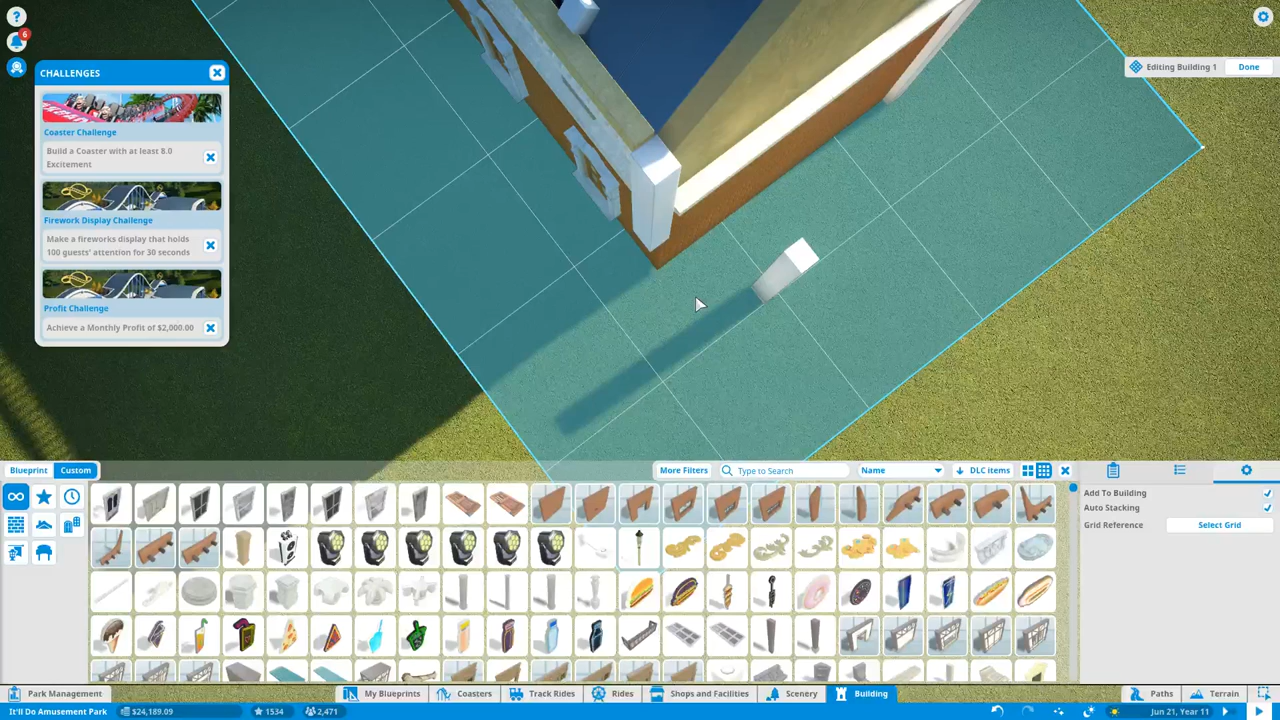 ?
6
Editing Building 1 Done
CHALLENGES
Coaster Challenge
Build a Coaster with at least 8.0
Excitement
Firework Display Challenge
Make a fireworks display that holds
100 guests' attention for 30 seconds
Profit Challenge
Achieve a Monthly Profit of $2,000.00
Blueprint Custom More Filters Type to Search Name DLC items
Add To Building
Auto Stacking
Grid Reference Select Grid
Park Management My Blueprints Coasters Track Rides Rides Shops and Facilities Scenery Building Paths Terrain
It'll Do Amusement Park $24,189.09 1534 2,471 Jun 21, Year 11